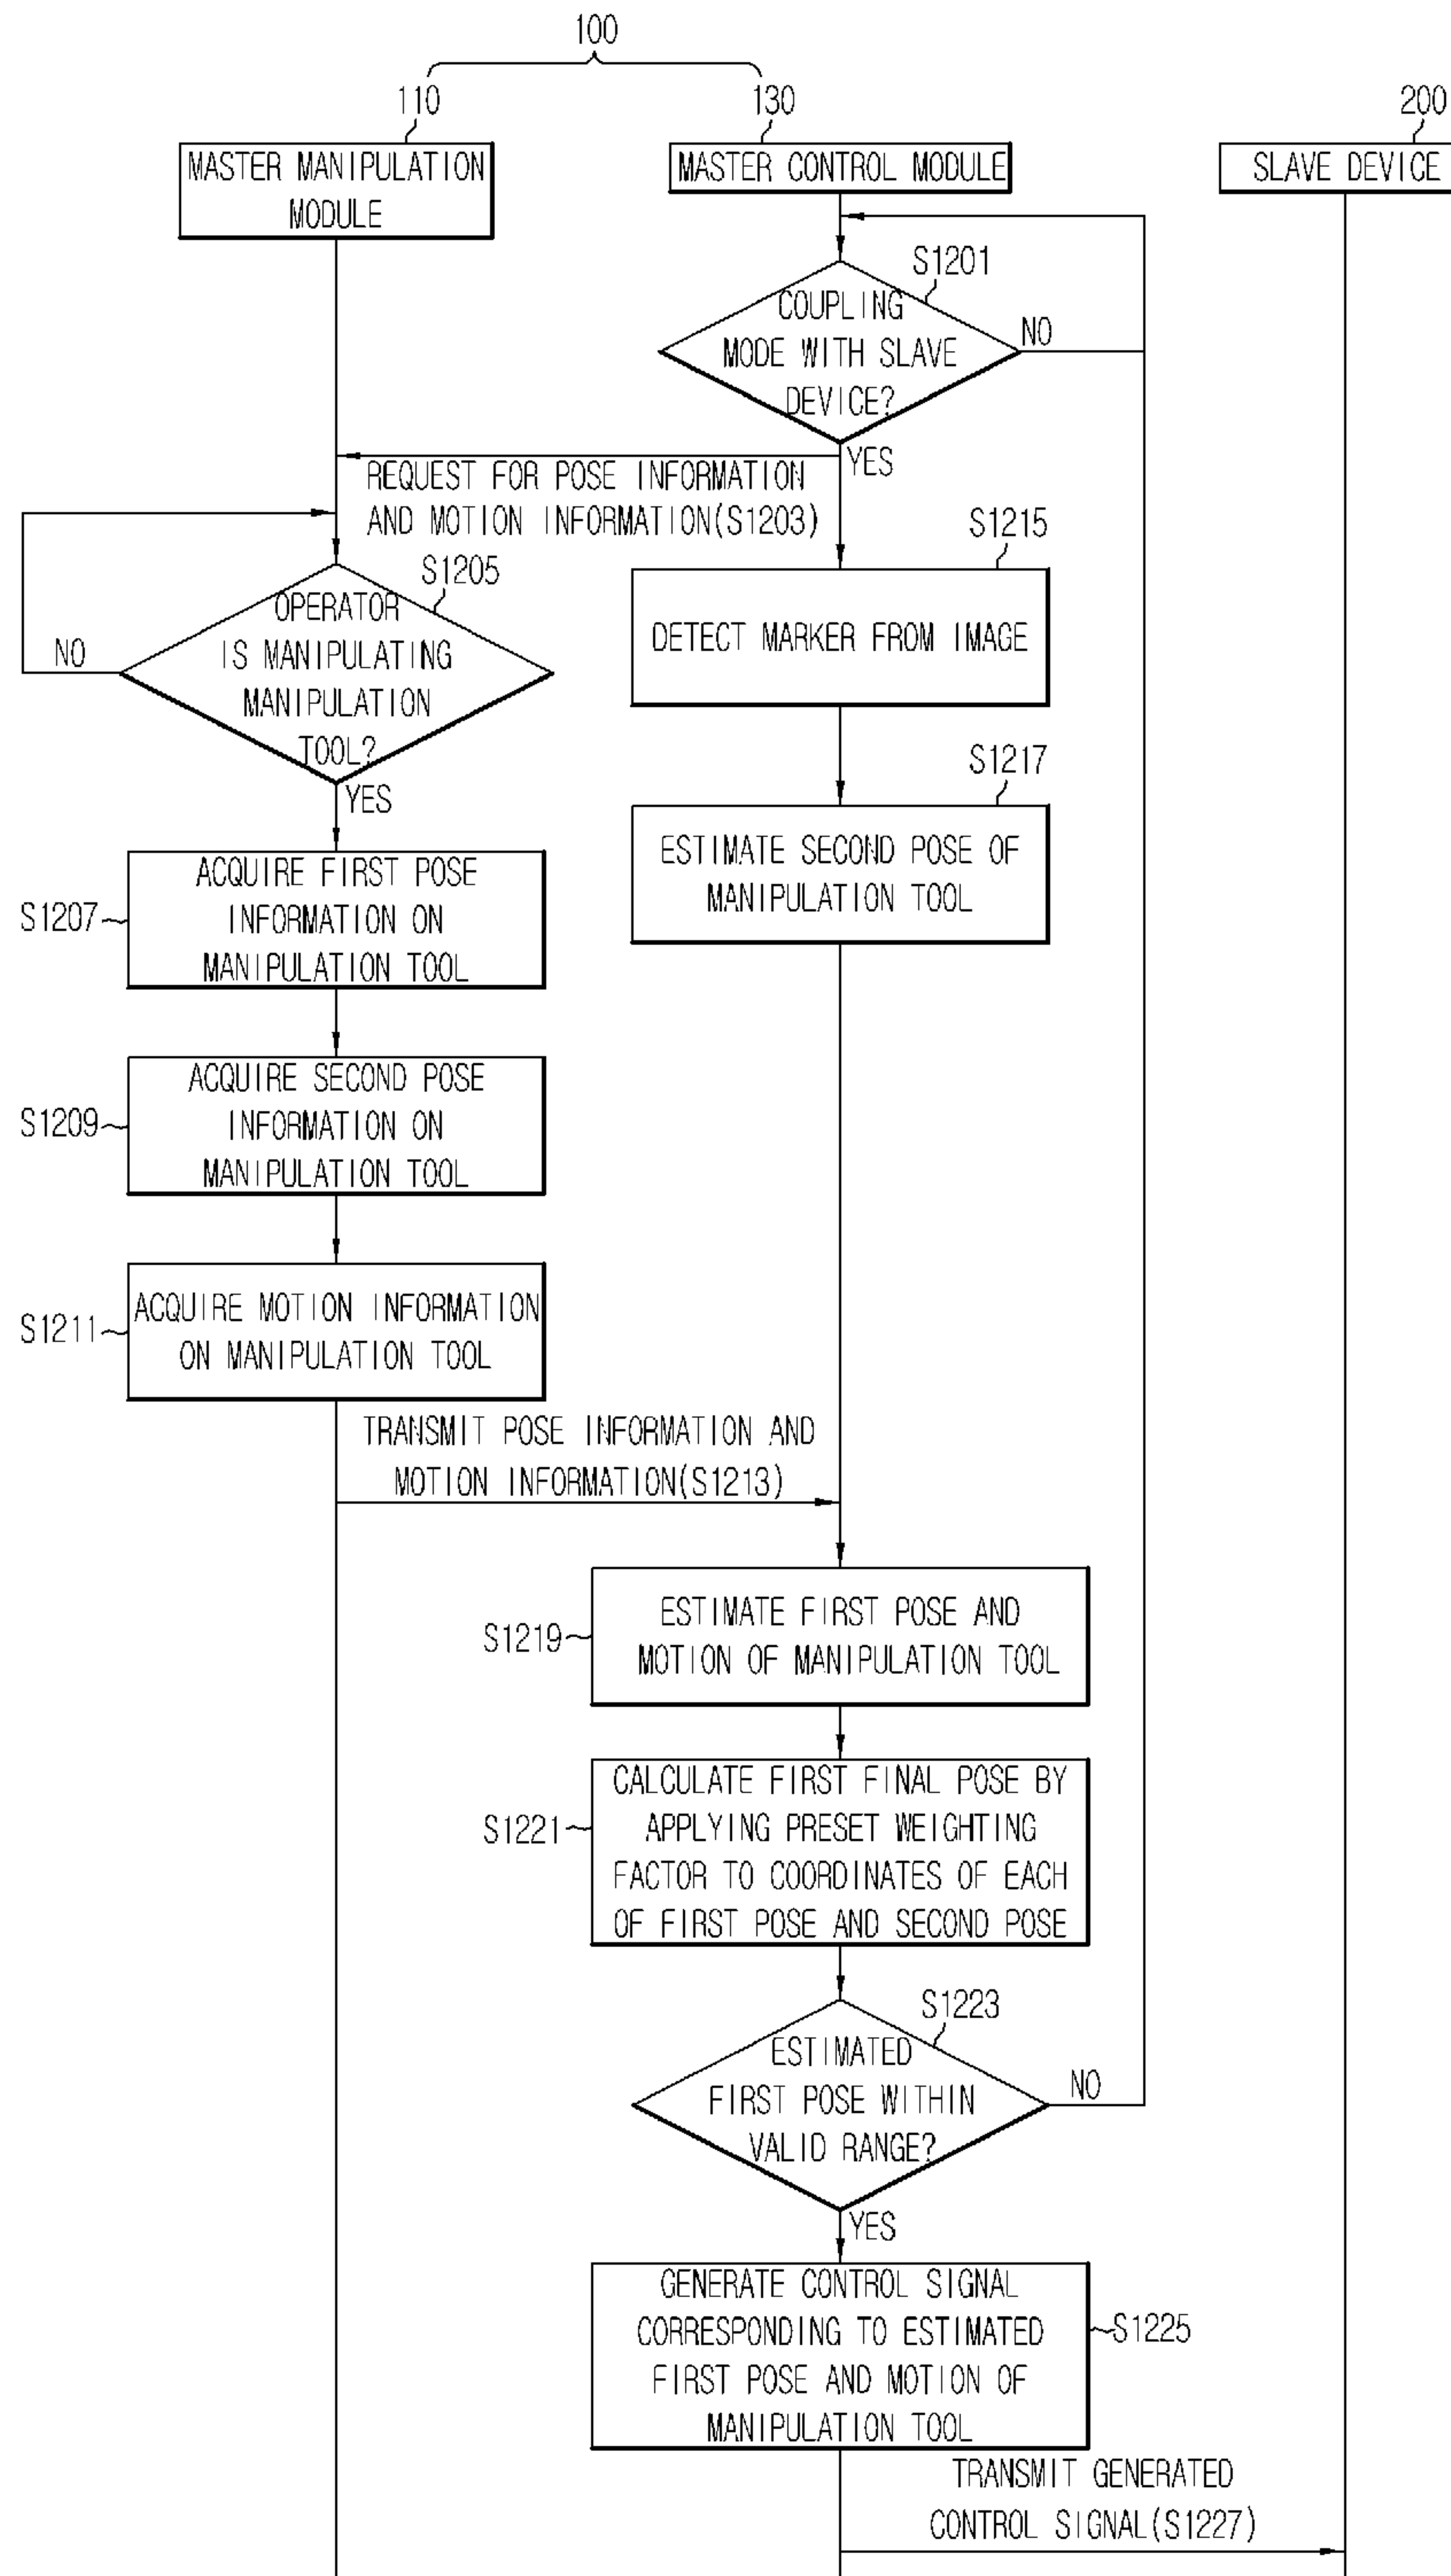 100
110
130
200
MASTER MANIPULATION
MODULE
MASTER CONTROL MODULE
SLAVE DEVICE
S1201
COUPLING
MODE WITH SLAVE
DEVICE?
NO
YES
REQUEST FOR POSE INFORMATION
AND MOTION INFORMATION(S1203)
S1205
OPERATOR
IS MANIPULATING
MANIPULATION
TOOL?
NO
YES
S1215
DETECT MARKER FROM IMAGE
S1217
ESTIMATE SECOND POSE OF
MANIPULATION TOOL
S1207
ACQUIRE FIRST POSE
INFORMATION ON
MANIPULATION TOOL
S1209
ACQUIRE SECOND POSE
INFORMATION ON
MANIPULATION TOOL
S1211
ACQUIRE MOTION INFORMATION
ON MANIPULATION TOOL
TRANSMIT POSE INFORMATION AND
MOTION INFORMATION(S1213)
S1219
ESTIMATE FIRST POSE AND
MOTION OF MANIPULATION TOOL
S1221
CALCULATE FIRST FINAL POSE BY
APPLYING PRESET WEIGHTING
FACTOR TO COORDINATES OF EACH
OF FIRST POSE AND SECOND POSE
S1223
ESTIMATED
FIRST POSE WITHIN
VALID RANGE?
NO
YES
GENERATE CONTROL SIGNAL
CORRESPONDING TO ESTIMATED
FIRST POSE AND MOTION OF
MANIPULATION TOOL
S1225
TRANSMIT GENERATED
CONTROL SIGNAL(S1227)